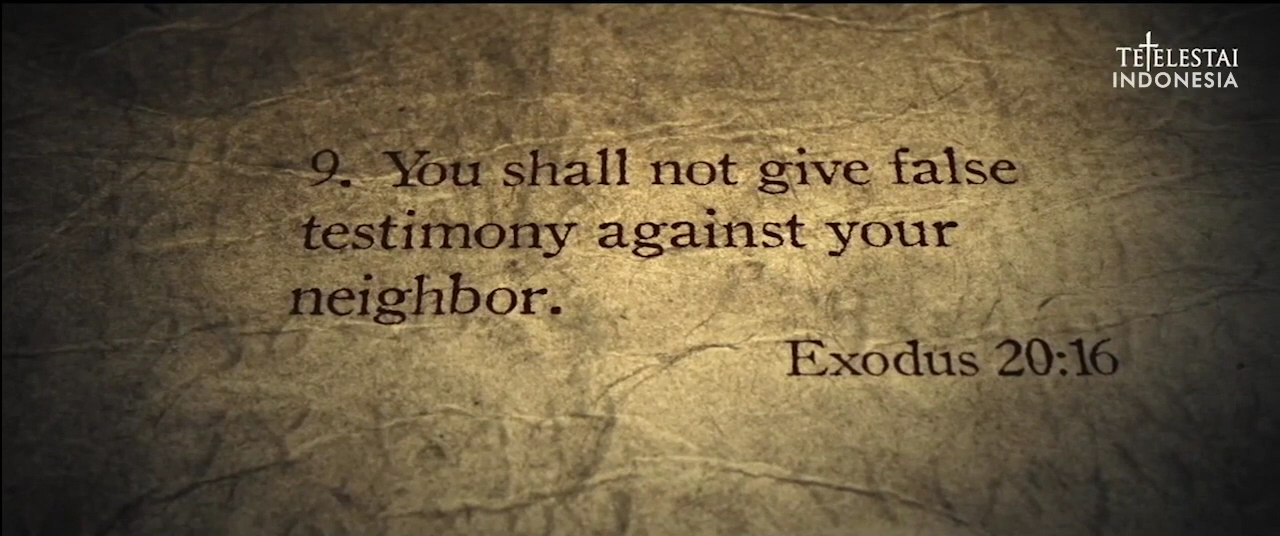 TETELESTAI
INDONESIA
9. You shall not give false
testimony against your
neighbor.
Exodus 20:16